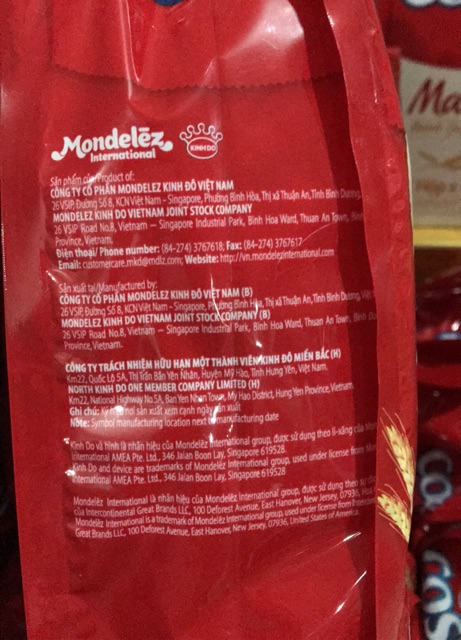 Mondelēz
International
KINH DO
Sản phẩm của/Product of:
CÔNG TY CỔ PHẦN MONDELEZ KINH ĐÔ VIỆT NAM
26 VSIP, Đường Số 8, KCN Việt Nam – Singapore, Phường Bình Hòa, Thị xã Thuận An, Tỉnh Bình Dương,
MONDELEZ KINH DO VIETNAM JOINT STOCK COMPANY
26 VSIP Road No.8, Vietnam – Singapore Industrial Park, Binh Hoa Ward, Thuan An Town, Binh
Province, Vietnam.
Điện thoại/ Phone number: (84-274) 3767618; Fax: (84-274) 3767617
Email: customercare.mkd@mdlz.com; Website: http://vn.mondelezinternational.com
Sản xuất tại/Manufactured by:
CÔNG TY CỔ PHẦN MONDELEZ KINH ĐÔ VIỆT NAM (B)
26 VSIP, Đường Số 8, KCN Việt Nam – Singapore, Phường Bình Hòa, Thị xã Thuận An, Tỉnh Bình Dương,
MONDELEZ KINH DO VIETNAM JOINT STOCK COMPANY (B)
26 VSIP Road No.8, Vietnam – Singapore Industrial Park, Binh Hoa Ward, Thuan An Town, Binh
Province, Vietnam.
CÔNG TY TRÁCH NHIỆM HỮU HẠN MỘT THÀNH VIÊN KINH ĐÔ MIỀN BẮC (H)
Km22, Quốc Lộ 5A, Thị Trấn Bần Yên Nhân, Huyện Mỹ Hào, Tỉnh Hưng Yên, Việt Nam.
NORTH KINH DO ONE MEMBER COMPANY LIMITED (H)
Km22, National Highway No.5A, Ban Yen Nhan Town, My Hao District, Hung Yen Province, Vietnam.
Ghi chú: Ký hiệu nơi sản xuất xem cạnh ngày sản xuất
Note: Symbol manufacturing location next to manufacturing date
Kinh Do và hình là nhãn hiệu của Mondelēz International group, được sử dụng theo li-xăng của
International AMEA Pte. Ltd., 346 Jalan Boon Lay, Singapore 619528.
Kinh Do and device are trademarks of Mondelēz International group, used under license from
International AMEA Pte. Ltd., 346 Jalan Boon Lay, Singapore 619528
Mondelez International là nhãn hiệu của Mondelēz International group, được sử dụng theo
của Intercontinental Great Brands LLC, 100 Deforest Avenue, East Hanover, New Jersey, 07936,
Mondelez International is a trademark of Mondelēz International group, used under license from
Great Brands LLC, 100 Deforest Avenue, East Hanover, New Jersey, 07936, United States of America.